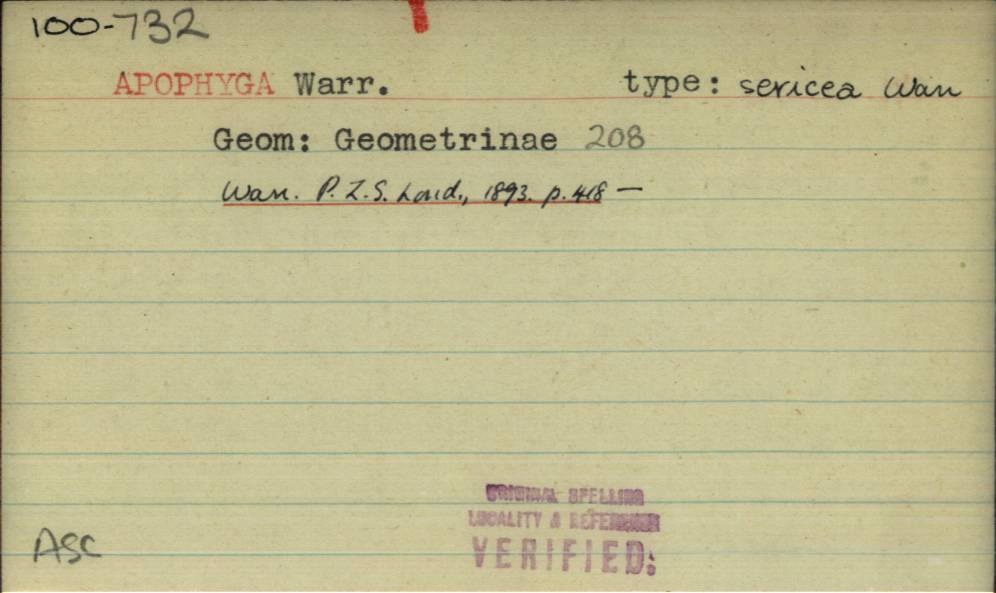 100-732
APOPHYGA Warr. type: sericea Warr
Geom: Geometrinae 208
Warr. P.Z.S. Lond., 1893. p.418 —
ORIGINAL SPELLING
LOCALITY & REFERENCE
VERIFIED:
ASC